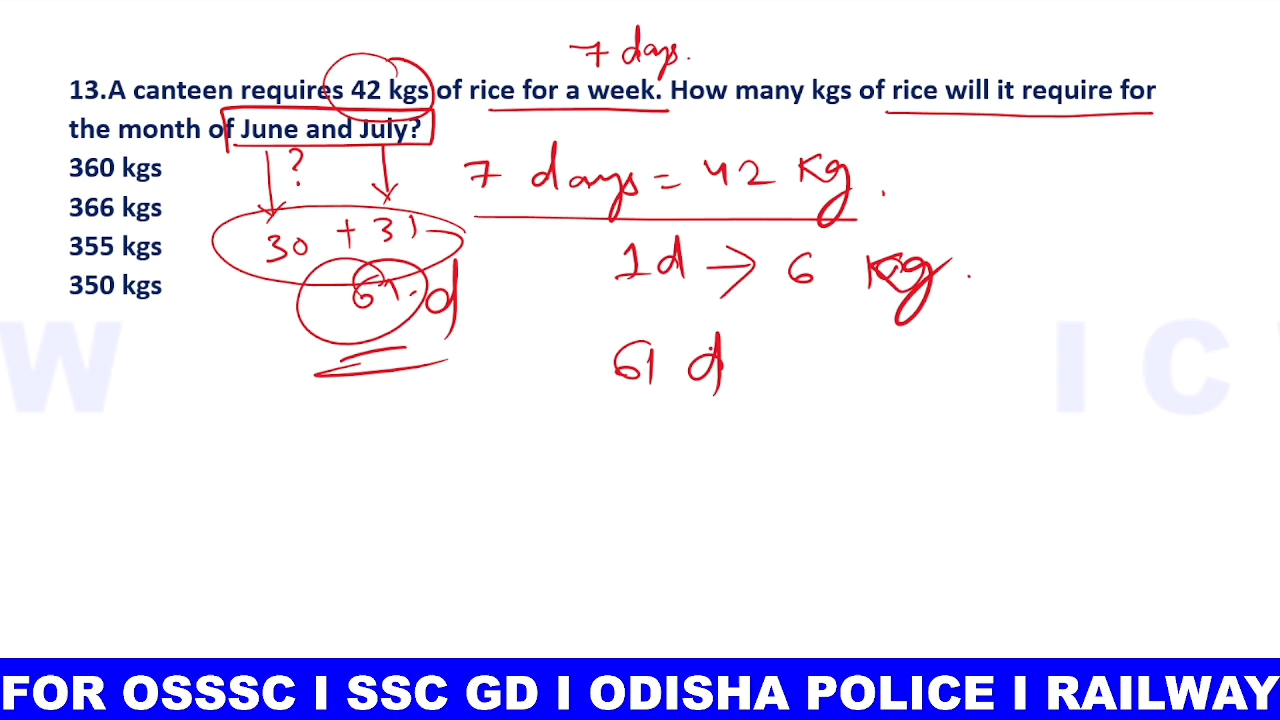 7 days.
13.A canteen requires 42 kgs of rice for a week. How many kgs of rice will it require for
the month of June and July?
360 kgs
?
7 days = 42 Kg.
366 kgs
30 + 31
355 kgs
1d → 6 Kg.
350 kgs
61 d
61 d
W
I C W
FOR OSSSC I SSC GD I ODISHA POLICE I RAILWAY